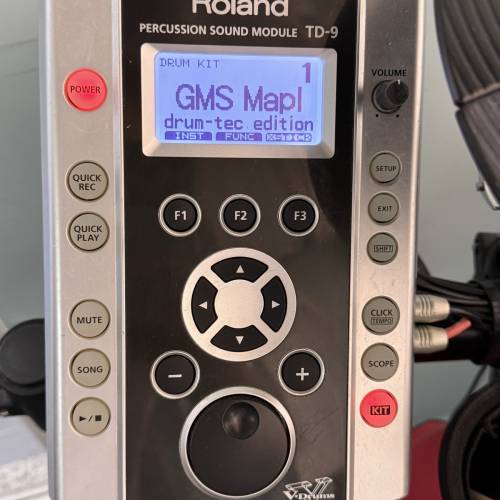 Roland
PERCUSSION SOUND MODULE TD-9
DRUM KIT 1
GMS Mapl
drum-tec edition
INST FUNC
POWER
VOLUME
QUICK REC
SETUP
EXIT
F1 F2 F3
QUICK PLAY
SHIFT
MUTE
CLICK
TEMPO
SONG
SCOPE
− +
▶/■
KIT
V-Drums